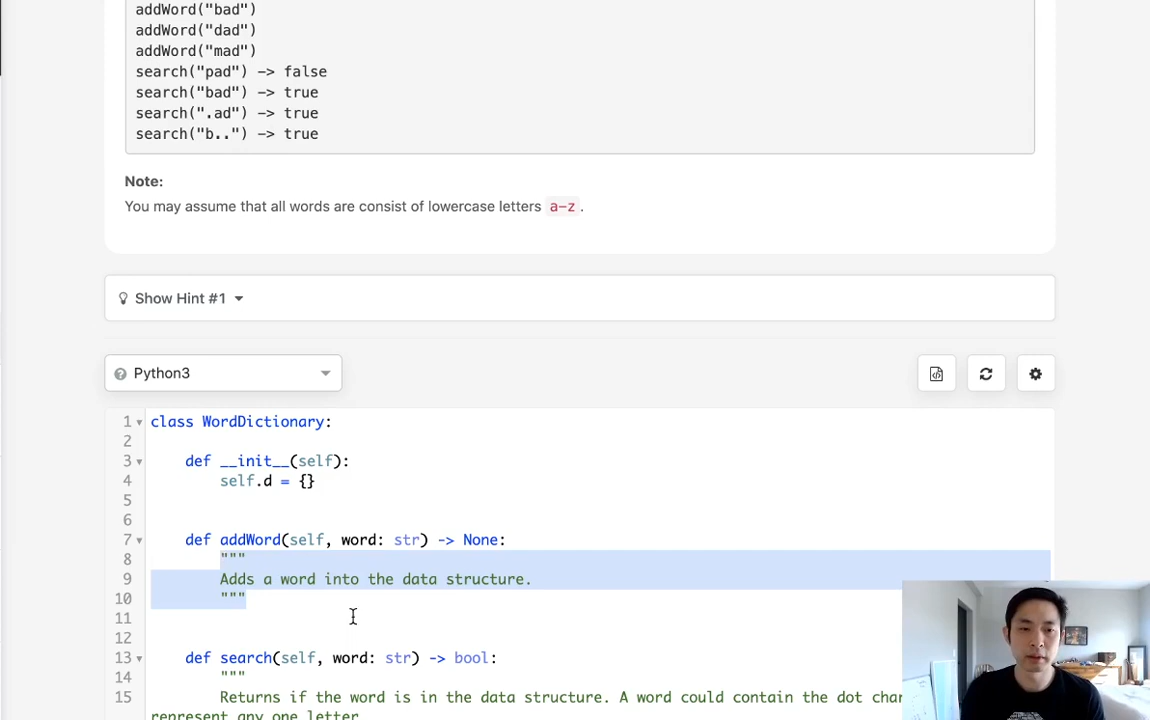 addWord("bad")
addWord("dad")
addWord("mad")
search("pad") -> false
search("bad") -> true
search(".ad") -> true
search("b..") -> true
Note:
You may assume that all words are consist of lowercase letters a-z.
Show Hint #1
Python3
1 class WordDictionary:
2
3 def __init__(self):
4 self.d = {}
5
6
7 def addWord(self, word: str) -> None:
8 """
9 Adds a word into the data structure.
10 """
11
12
13 def search(self, word: str) -> bool:
14 """
15 Returns if the word is in the data structure. A word could contain the dot char
represent any one letter